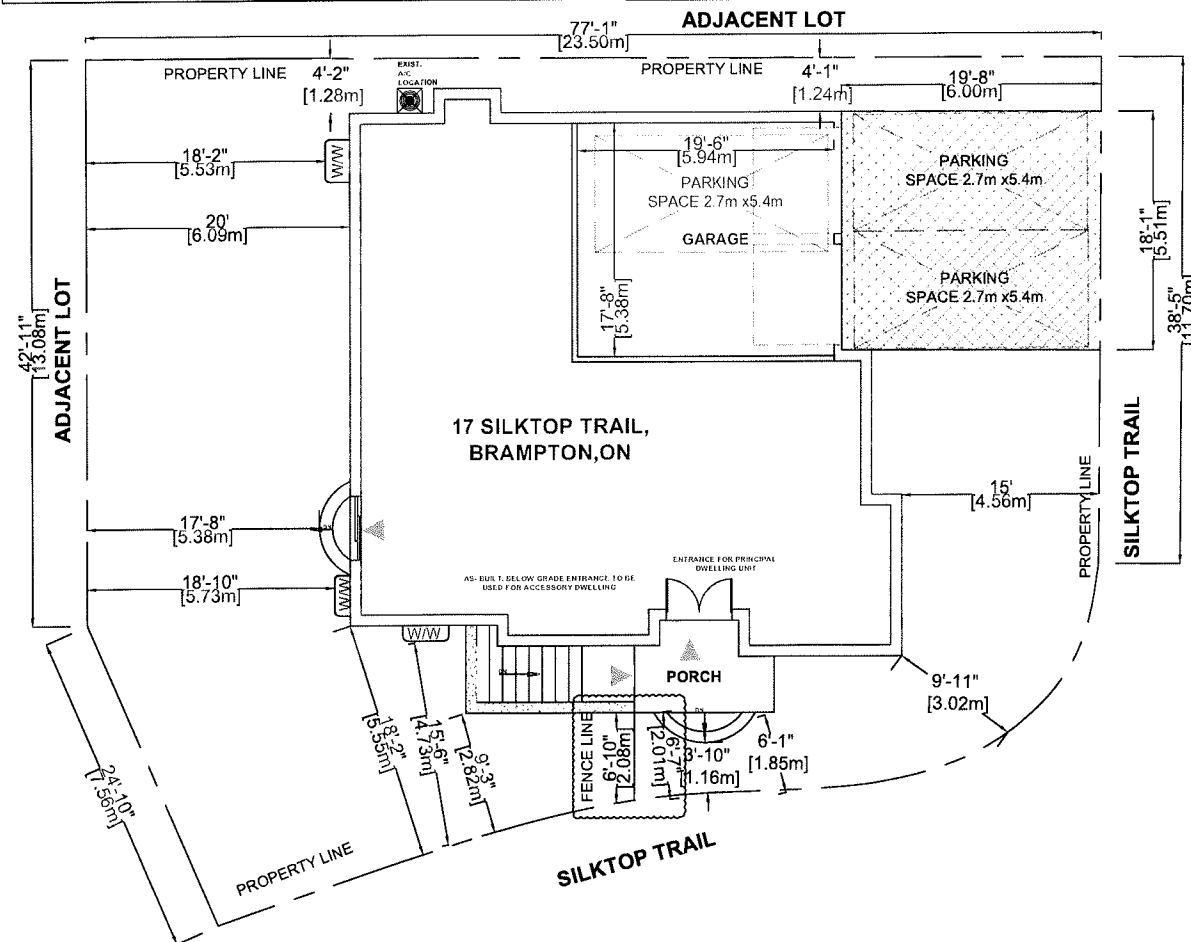 ADJACENT LOT
77'-1"
[23.50m]
PROPERTY LINE
4'-2"
[1.28m]
EXIST.
A/C
LOCATION
PROPERTY LINE
4'-1"
[1.24m]
19'-8"
[6.00m]
18'-2"
[5.53m]
W/W
20'
[6.09m]
19'-6"
[5.94m]
PARKING
SPACE 2.7m x5.4m
GARAGE
17'-8"
[5.38m]
PARKING
SPACE 2.7m x5.4m
PARKING
SPACE 2.7m x5.4m
18'-1"
[5.51m]
38'-5"
[11.70m]
42'-11"
[13.08m]
ADJACENT LOT
17 SILKTOP TRAIL,
BRAMPTON,ON
15'
[4.56m]
PROPERTY LINE
SILKTOP TRAIL
17'-8"
[5.38m]
DN
18'-10"
[5.73m]
W/W
AS- BUILT, BELOW GRADE ENTRANCE TO BE
USED FOR ACCESSORY DWELLING
ENTRANCE FOR PRINCIPAL
DWELLING UNIT
W/W
DN
PORCH
DN
9'-11"
[3.02m]
18'-2"
[5.55m]
15'-6"
[4.73m]
9'-3"
[2.82m]
FENCE LINE
6'-10"
[2.08m]
6'-7"
[2.01m]
3'-10"
[1.16m]
6'-1"
[1.85m]
24'-10"
[7.56m]
PROPERTY LINE
SILKTOP TRAIL